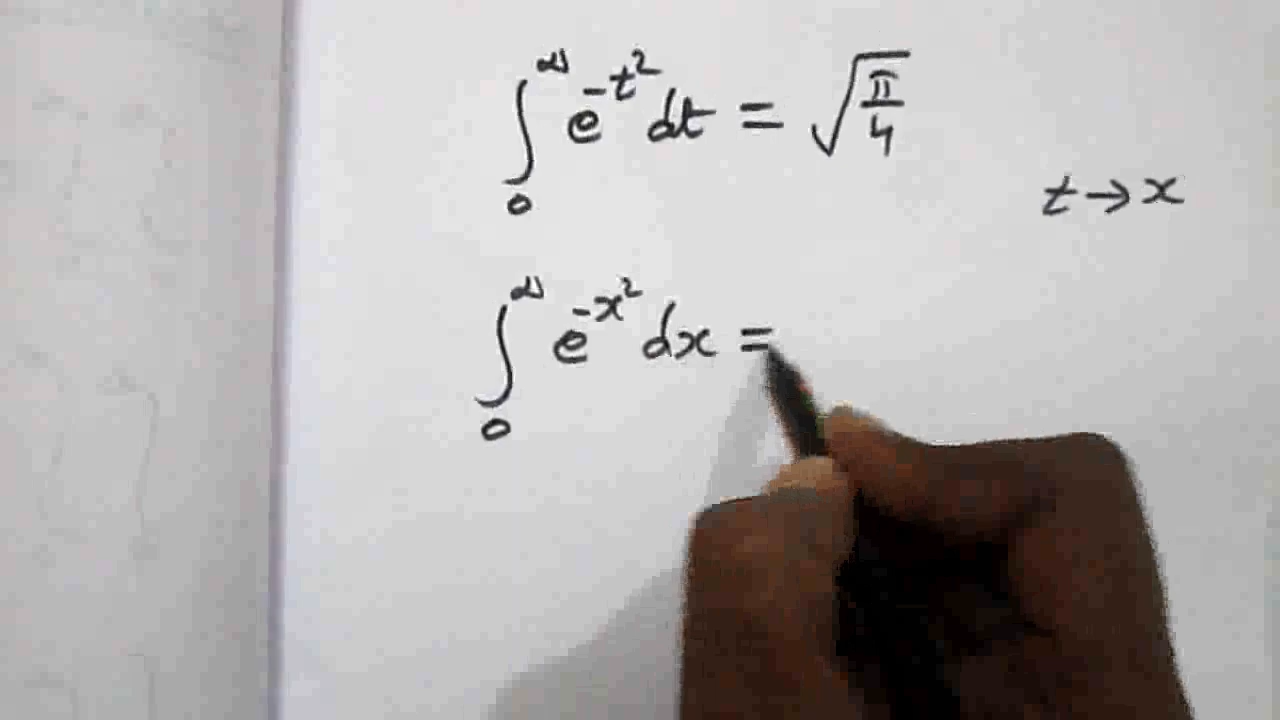 ∫₀^∞ e^{-t²} dt = √(π/4)
t → x
∫₀^∞ e^{-x²} dx =